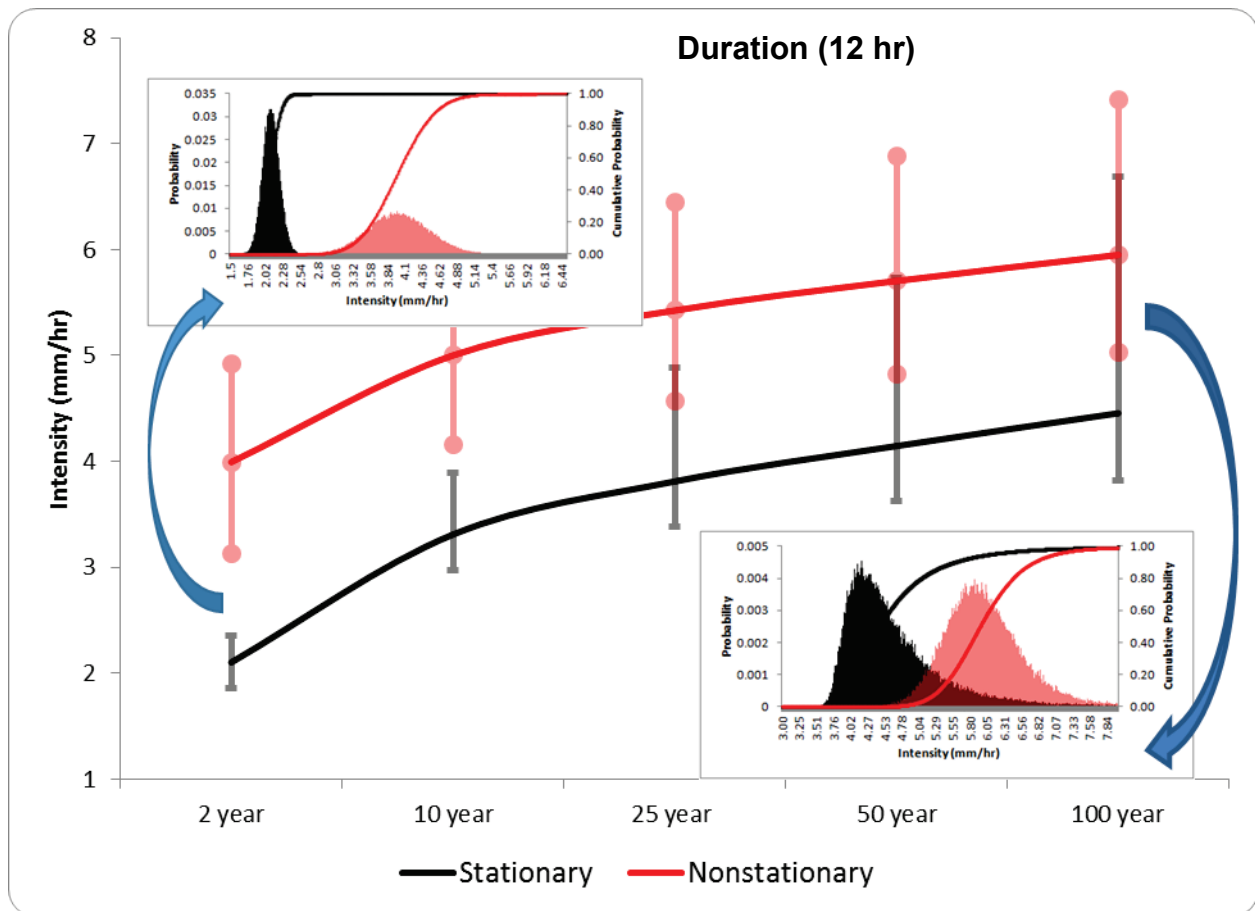 Duration (12 hr)
8
7
6
5
4
3
2
1
Intensity (mm/hr)
0.035
0.03
0.025
0.02
0.015
0.01
0.005
0
Probability
1.00
0.80
0.60
0.40
0.20
0.00
Cumulative Probability
1.5 1.76 2.02 2.28 2.54 2.8 3.06 3.32 3.58 3.84 4.1 4.36 4.62 4.88 5.14 5.4 5.66 5.92 6.18 6.44
Intensity (mm/hr)
0.005
0.004
0.003
0.002
0.001
0
Probability
1.00
0.80
0.60
0.40
0.20
0.00
Cumulative Probability
3.00 3.25 3.51 3.76 4.02 4.27 4.53 4.78 5.04 5.29 5.55 5.80 6.05 6.31 6.56 6.82 7.07 7.33 7.58 7.84
Intensity (mm/hr)
2 year 10 year 25 year 50 year 100 year
Stationary Nonstationary